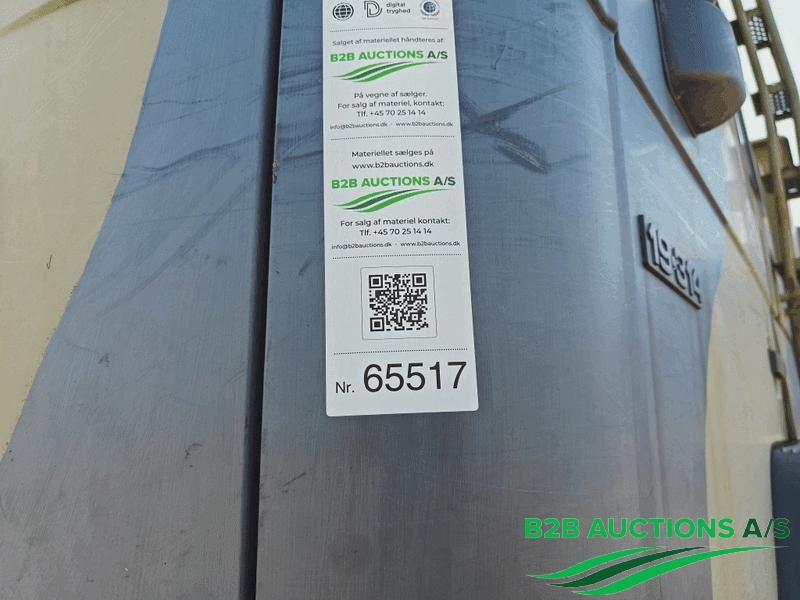 digital
tryghed
Salget af materiellet håndteres af:
B2B AUCTIONS A/S
På vegne af sælger.
For salg af materiel, kontakt:
Tlf. +45 70 25 14 14
info@b2bauctions.dk - www.b2bauctions.dk
Materiellet sælges på
www.b2bauctions.dk
B2B AUCTIONS A/S
For salg af materiel kontakt:
Tlf. +45 70 25 14 14
info@b2bauctions.dk - www.b2bauctions.dk
Nr. 65517
19·314
B2B AUCTIONS A/S